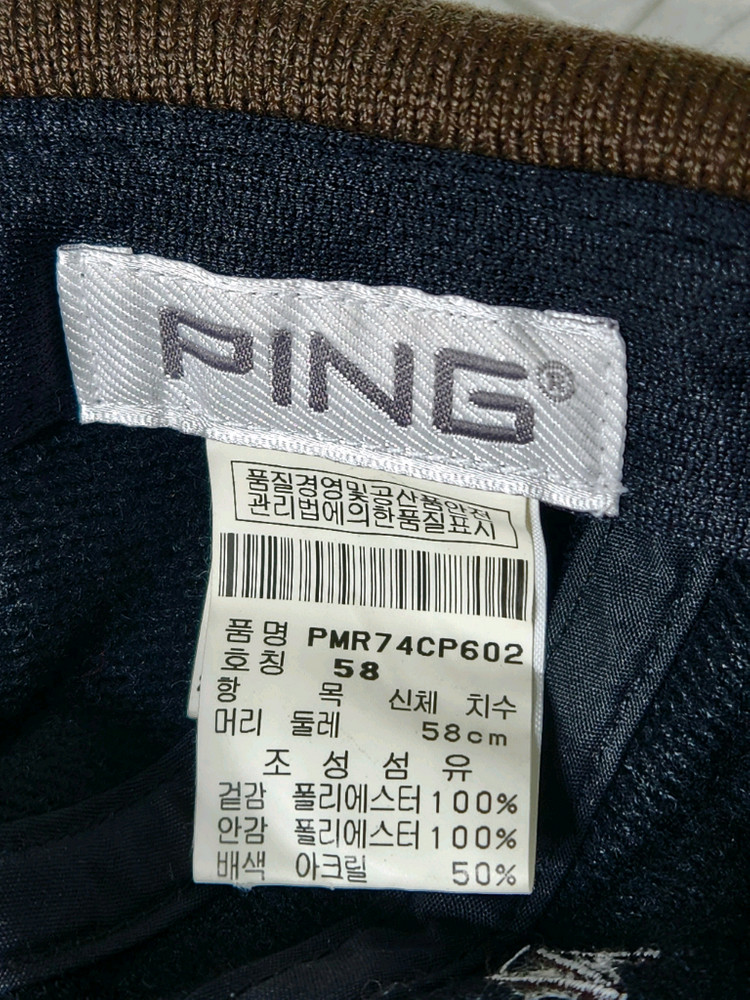 PING®
품질경영및공산품안전
관리법에의한품질표시
품명 PMR74CP602
호칭 58
항 목 신체 치수
머리 둘레 58cm
조 성 섬 유
겉감 폴리에스터100%
안감 폴리에스터100%
배색 아크릴 50%